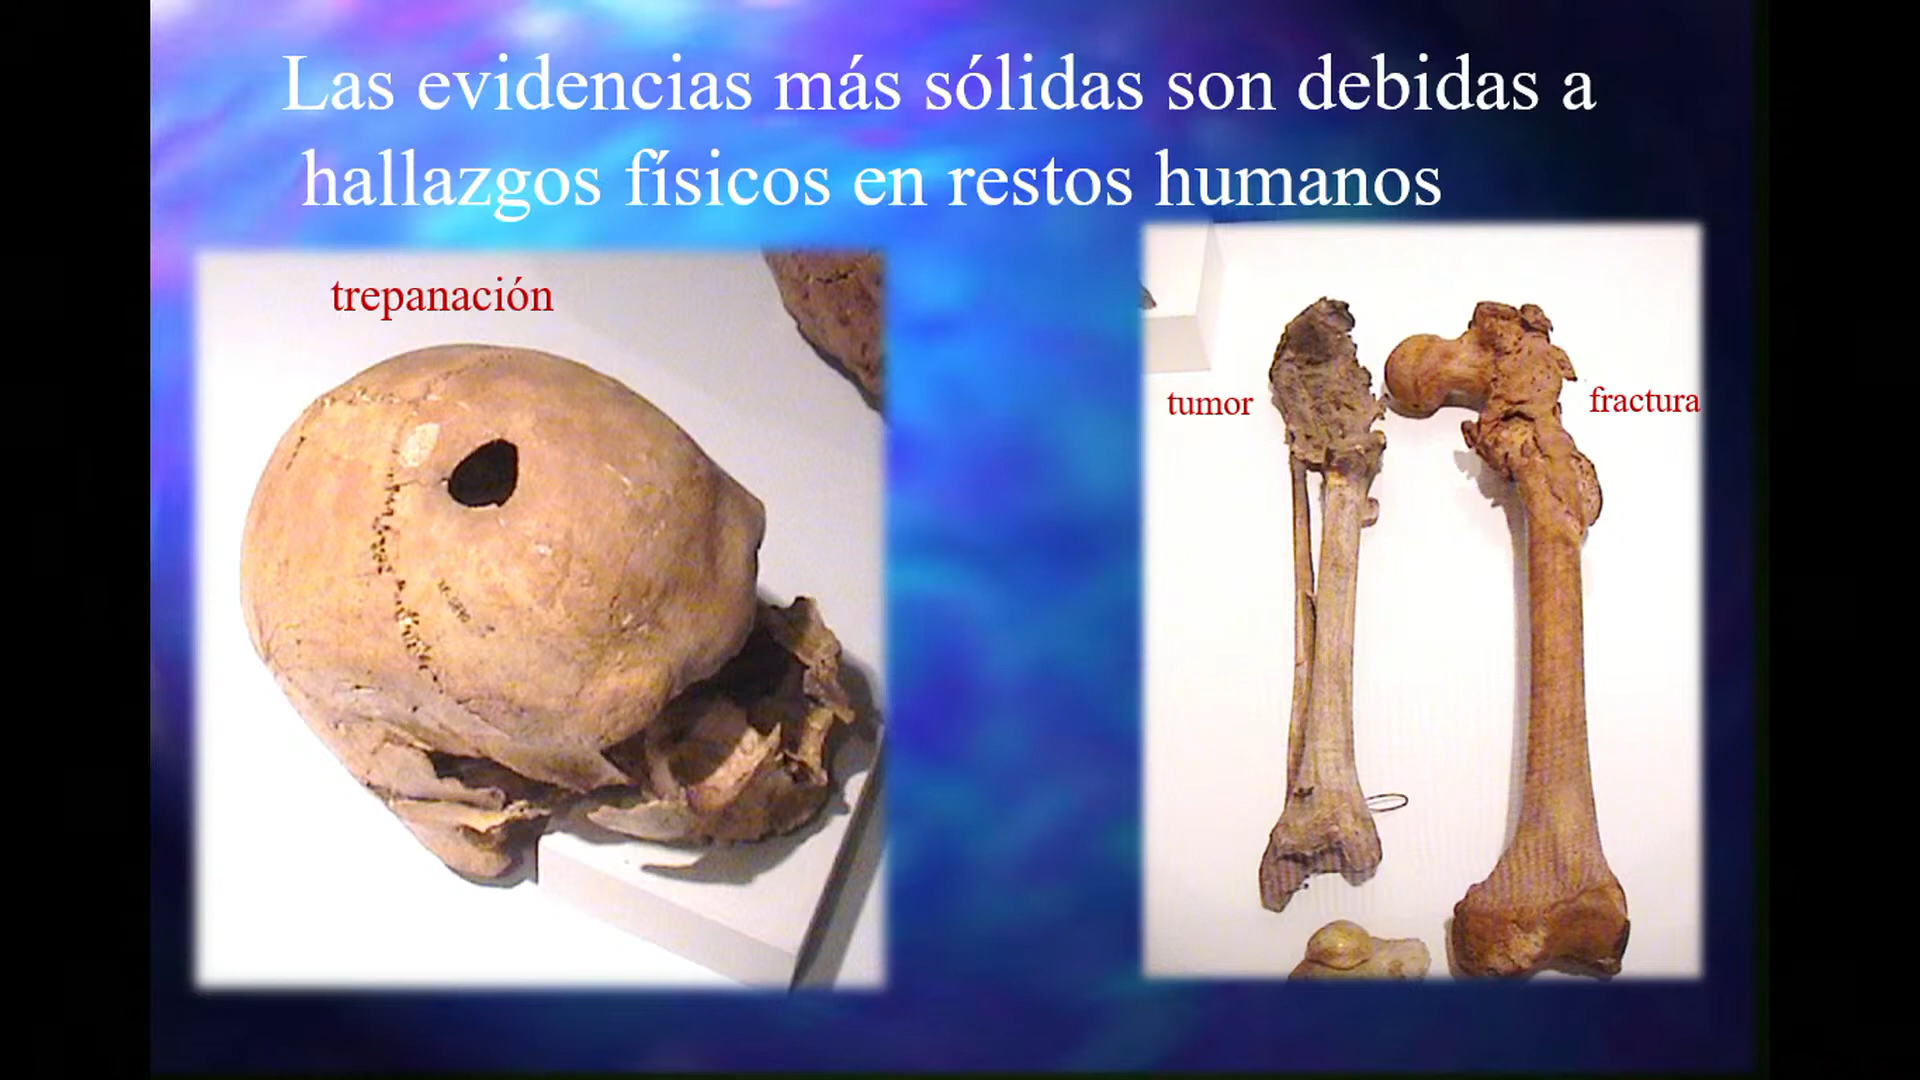 Las evidencias más sólidas son debidas a
hallazgos físicos en restos humanos
trepanación
tumor
fractura